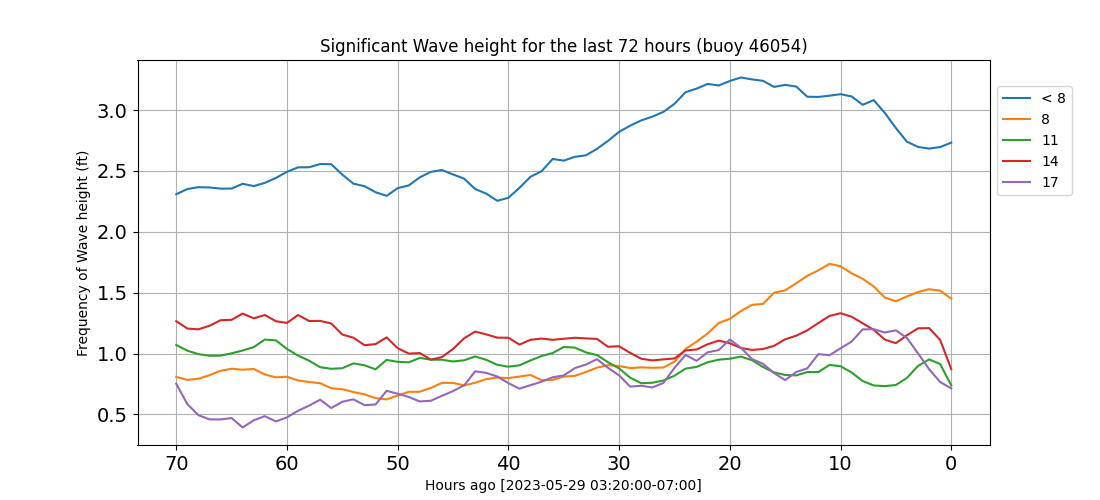 Significant Wave height for the last 72 hours (buoy 46054)
Frequency of Wave height (ft)
3.0
2.5
2.0
1.5
1.0
0.5
70 60 50 40 30 20 10 0
Hours ago [2023-05-29 03:20:00-07:00]
< 8
8
11
14
17